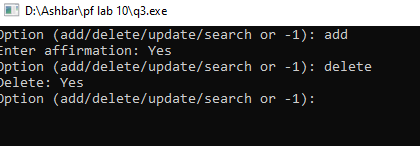 D:\Ashbar\pf lab 10\q3.exe
Option (add/delete/update/search or -1): add
Enter affirmation: Yes
Option (add/delete/update/search or -1): delete
Delete: Yes
Option (add/delete/update/search or -1):